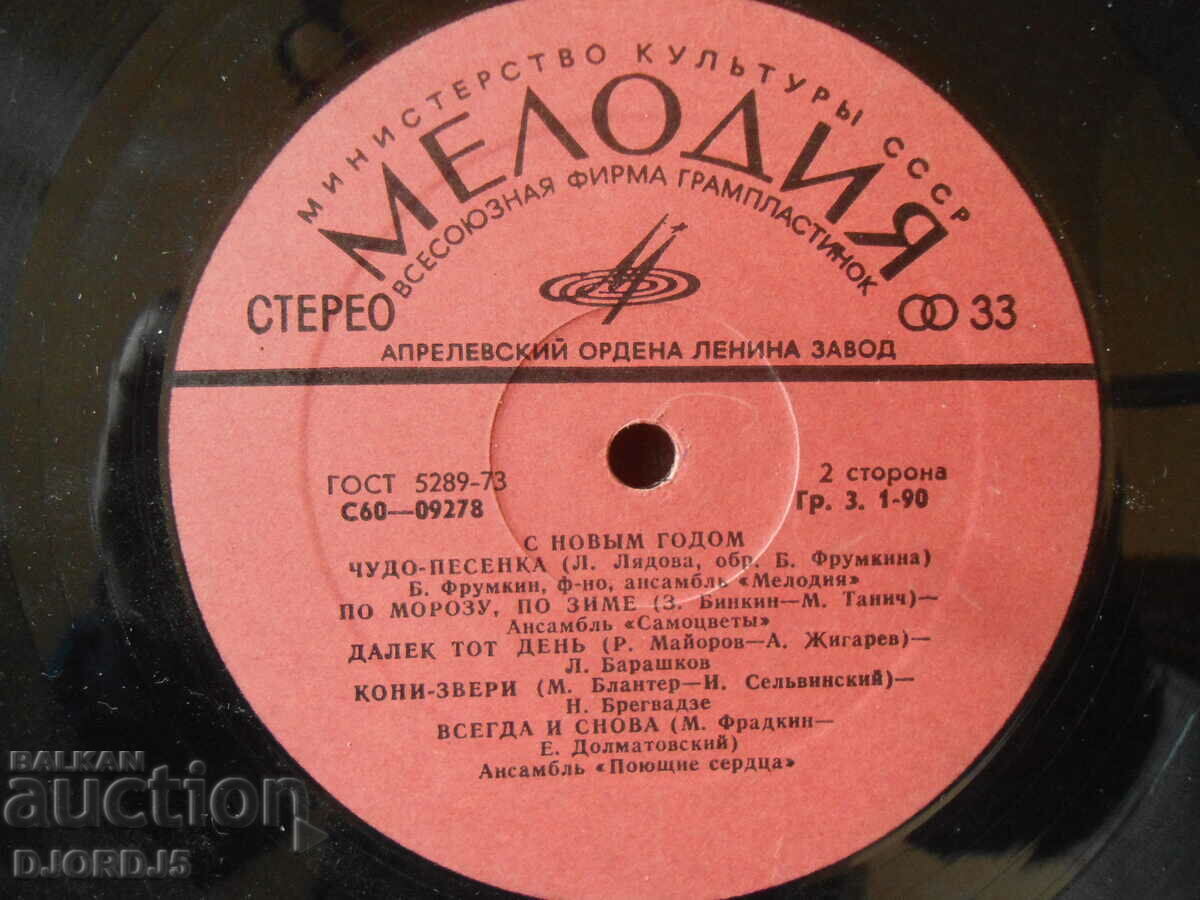 МИНИСТЕРСТВО КУЛЬТУРЫ СССР
МЕЛОДИЯ
ВСЕСОЮЗНАЯ ФИРМА ГРАМПЛАСТИНОК
СТЕРЕО 33
АПРЕЛЕВСКИЙ ОРДЕНА ЛЕНИНА ЗАВОД
ГОСТ 5289-73 2 сторона
С60—09278 Гр. 3. 1-90
С НОВЫМ ГОДОМ
ЧУДО-ПЕСЕНКА (Л. Лядова, обр. Б. Фрумкина)
Б. Фрумкин, ф-но, ансамбль «Мелодия»
ПО МОРОЗУ, ПО ЗИМЕ (З. Бинкин—М. Танич)—
Ансамбль «Самоцветы»
ДАЛЕК ТОТ ДЕНЬ (Р. Майоров—А. Жигарев)—
Л. Барашков
КОНИ-ЗВЕРИ (М. Блантер—И. Сельвинский)—
Н. Брегвадзе
ВСЕГДА И СНОВА (М. Фрадкин—
Е. Долматовский)
Ансамбль «Поющие сердца»
BALKAN
auction
DJORDJ5